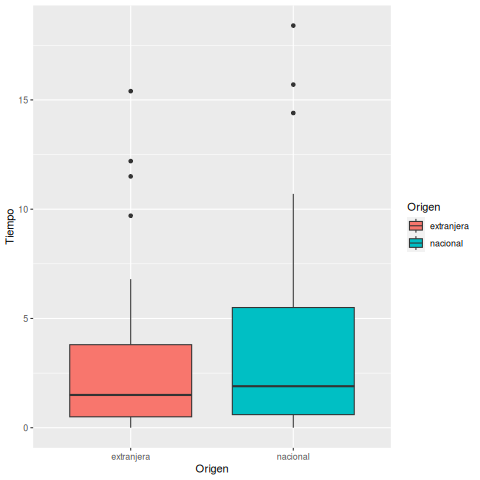 15
10
5
0
Tiempo
extranjera
nacional
Origen
Origen
extranjera
nacional